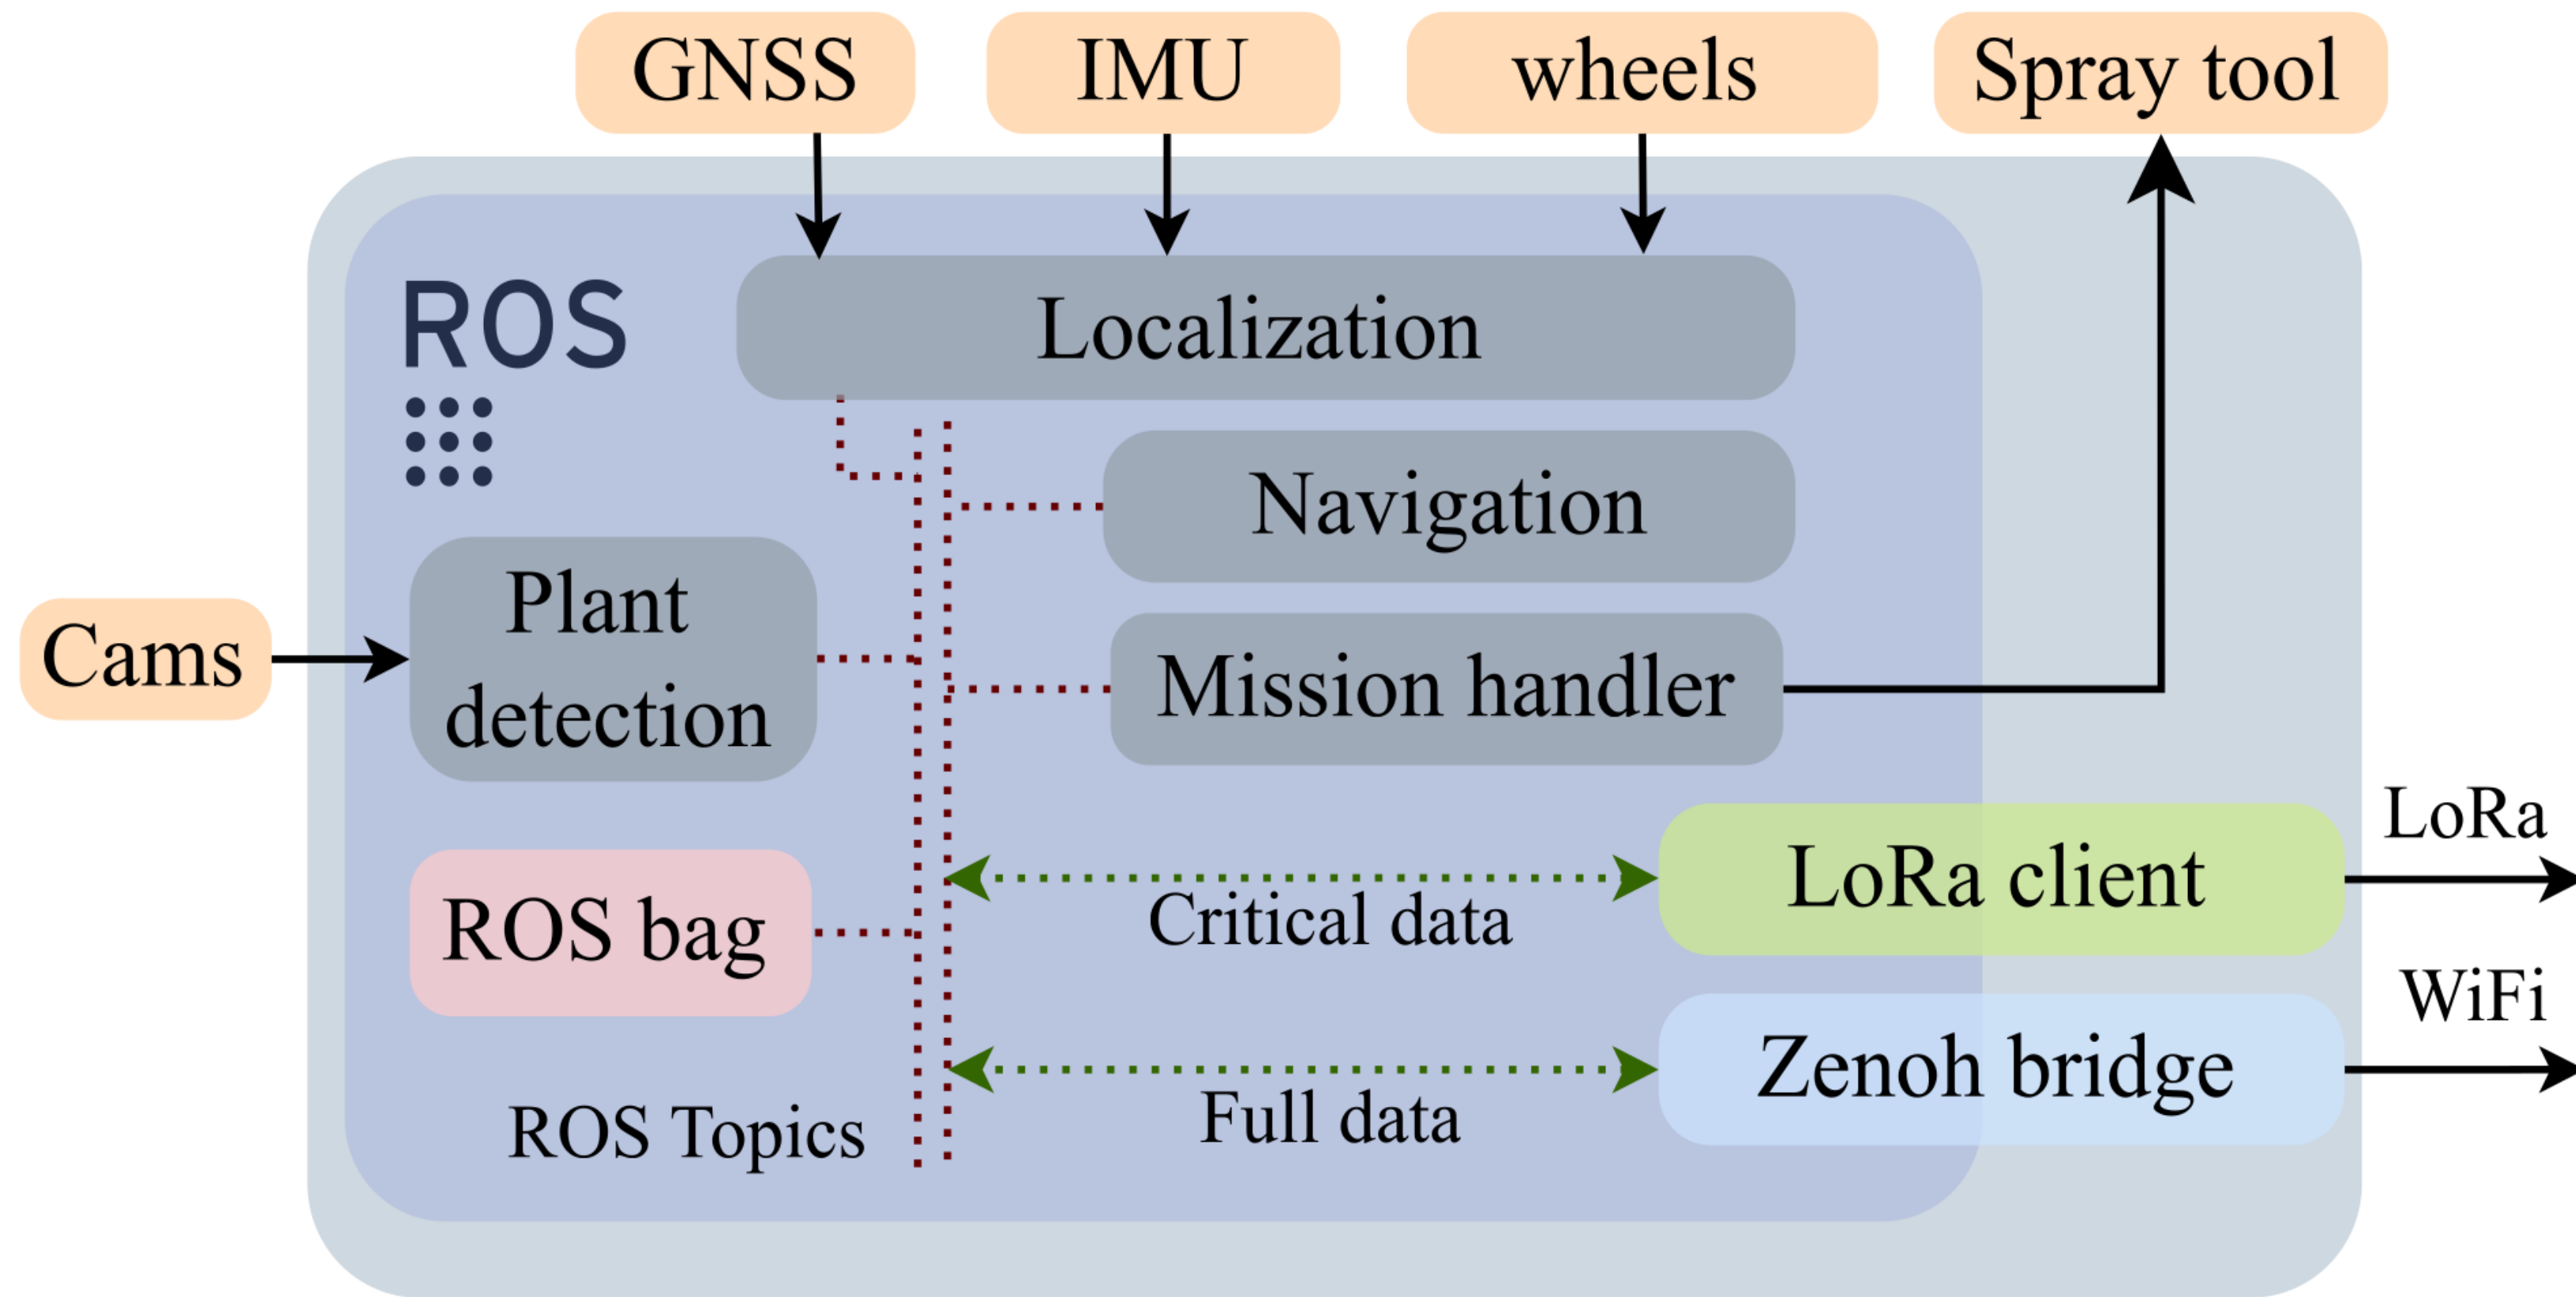 GNSS
IMU
wheels
Spray tool
ROS
Localization
Navigation
Plant
detection
Cams
Mission handler
LoRa
LoRa client
ROS bag
Critical data
WiFi
Zenoh bridge
Full data
ROS Topics